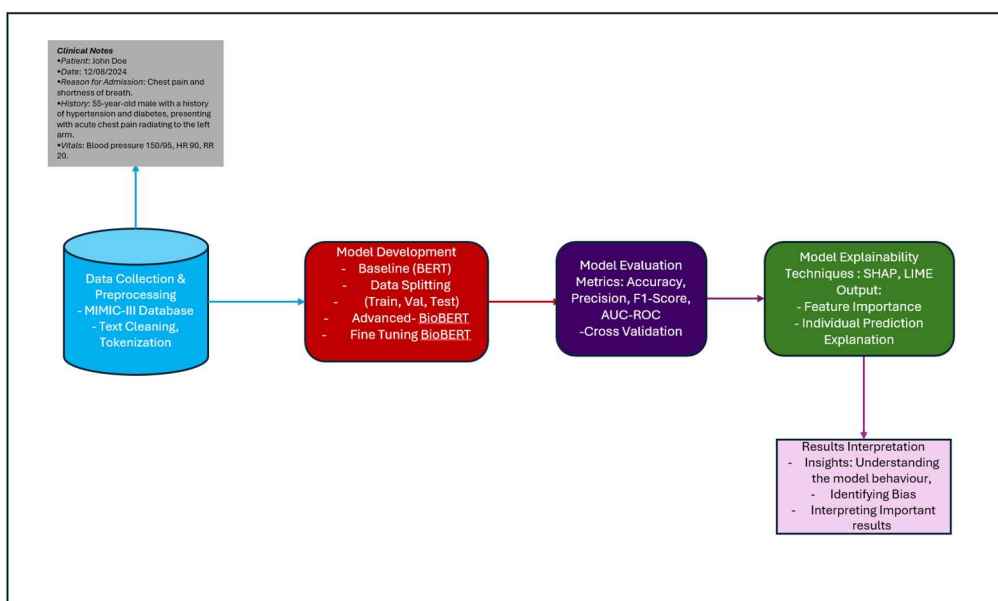 Clinical Notes
•Patient: John Doe
•Date: 12/08/2024
•Reason for Admission: Chest pain and
shortness of breath.
•History: 55-year-old male with a history
of hypertension and diabetes, presenting
with acute chest pain radiating to the left
arm.
•Vitals: Blood pressure 150/95, HR 90, RR
20.
Data Collection &
Preprocessing
- MIMIC-III Database
- Text Cleaning,
Tokenization
Model Development
- Baseline (BERT)
- Data Splitting
- (Train, Val, Test)
- Advanced- BioBERT
- Fine Tuning BioBERT
Model Evaluation
Metrics: Accuracy,
Precision, F1-Score,
AUC-ROC
-Cross Validation
Model Explainability
Techniques : SHAP, LIME
Output:
- Feature Importance
- Individual Prediction
Explanation
Results Interpretation
- Insights: Understanding
the model behaviour,
- Identifying Bias
- Interpreting Important
results